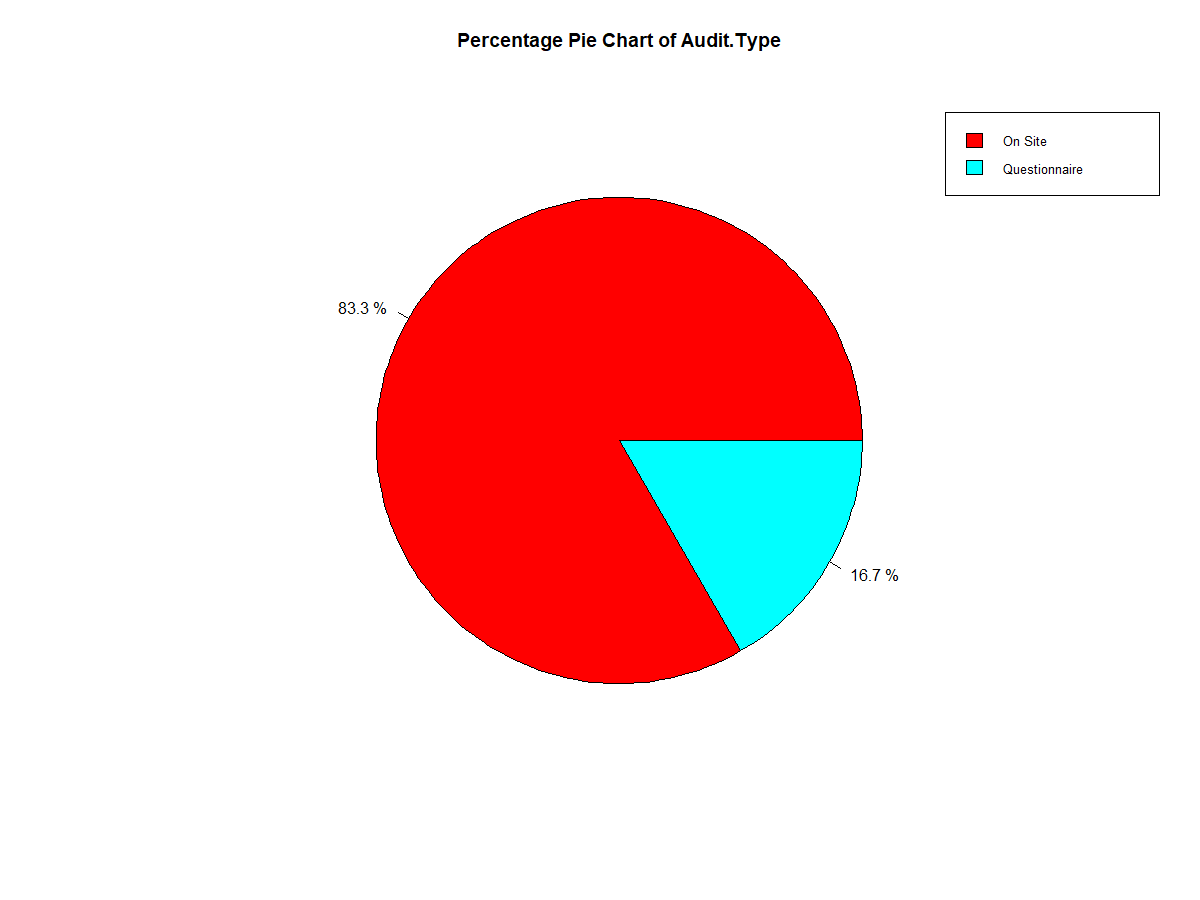 Percentage Pie Chart of Audit.Type
On Site
Questionnaire
83.3 %
16.7 %